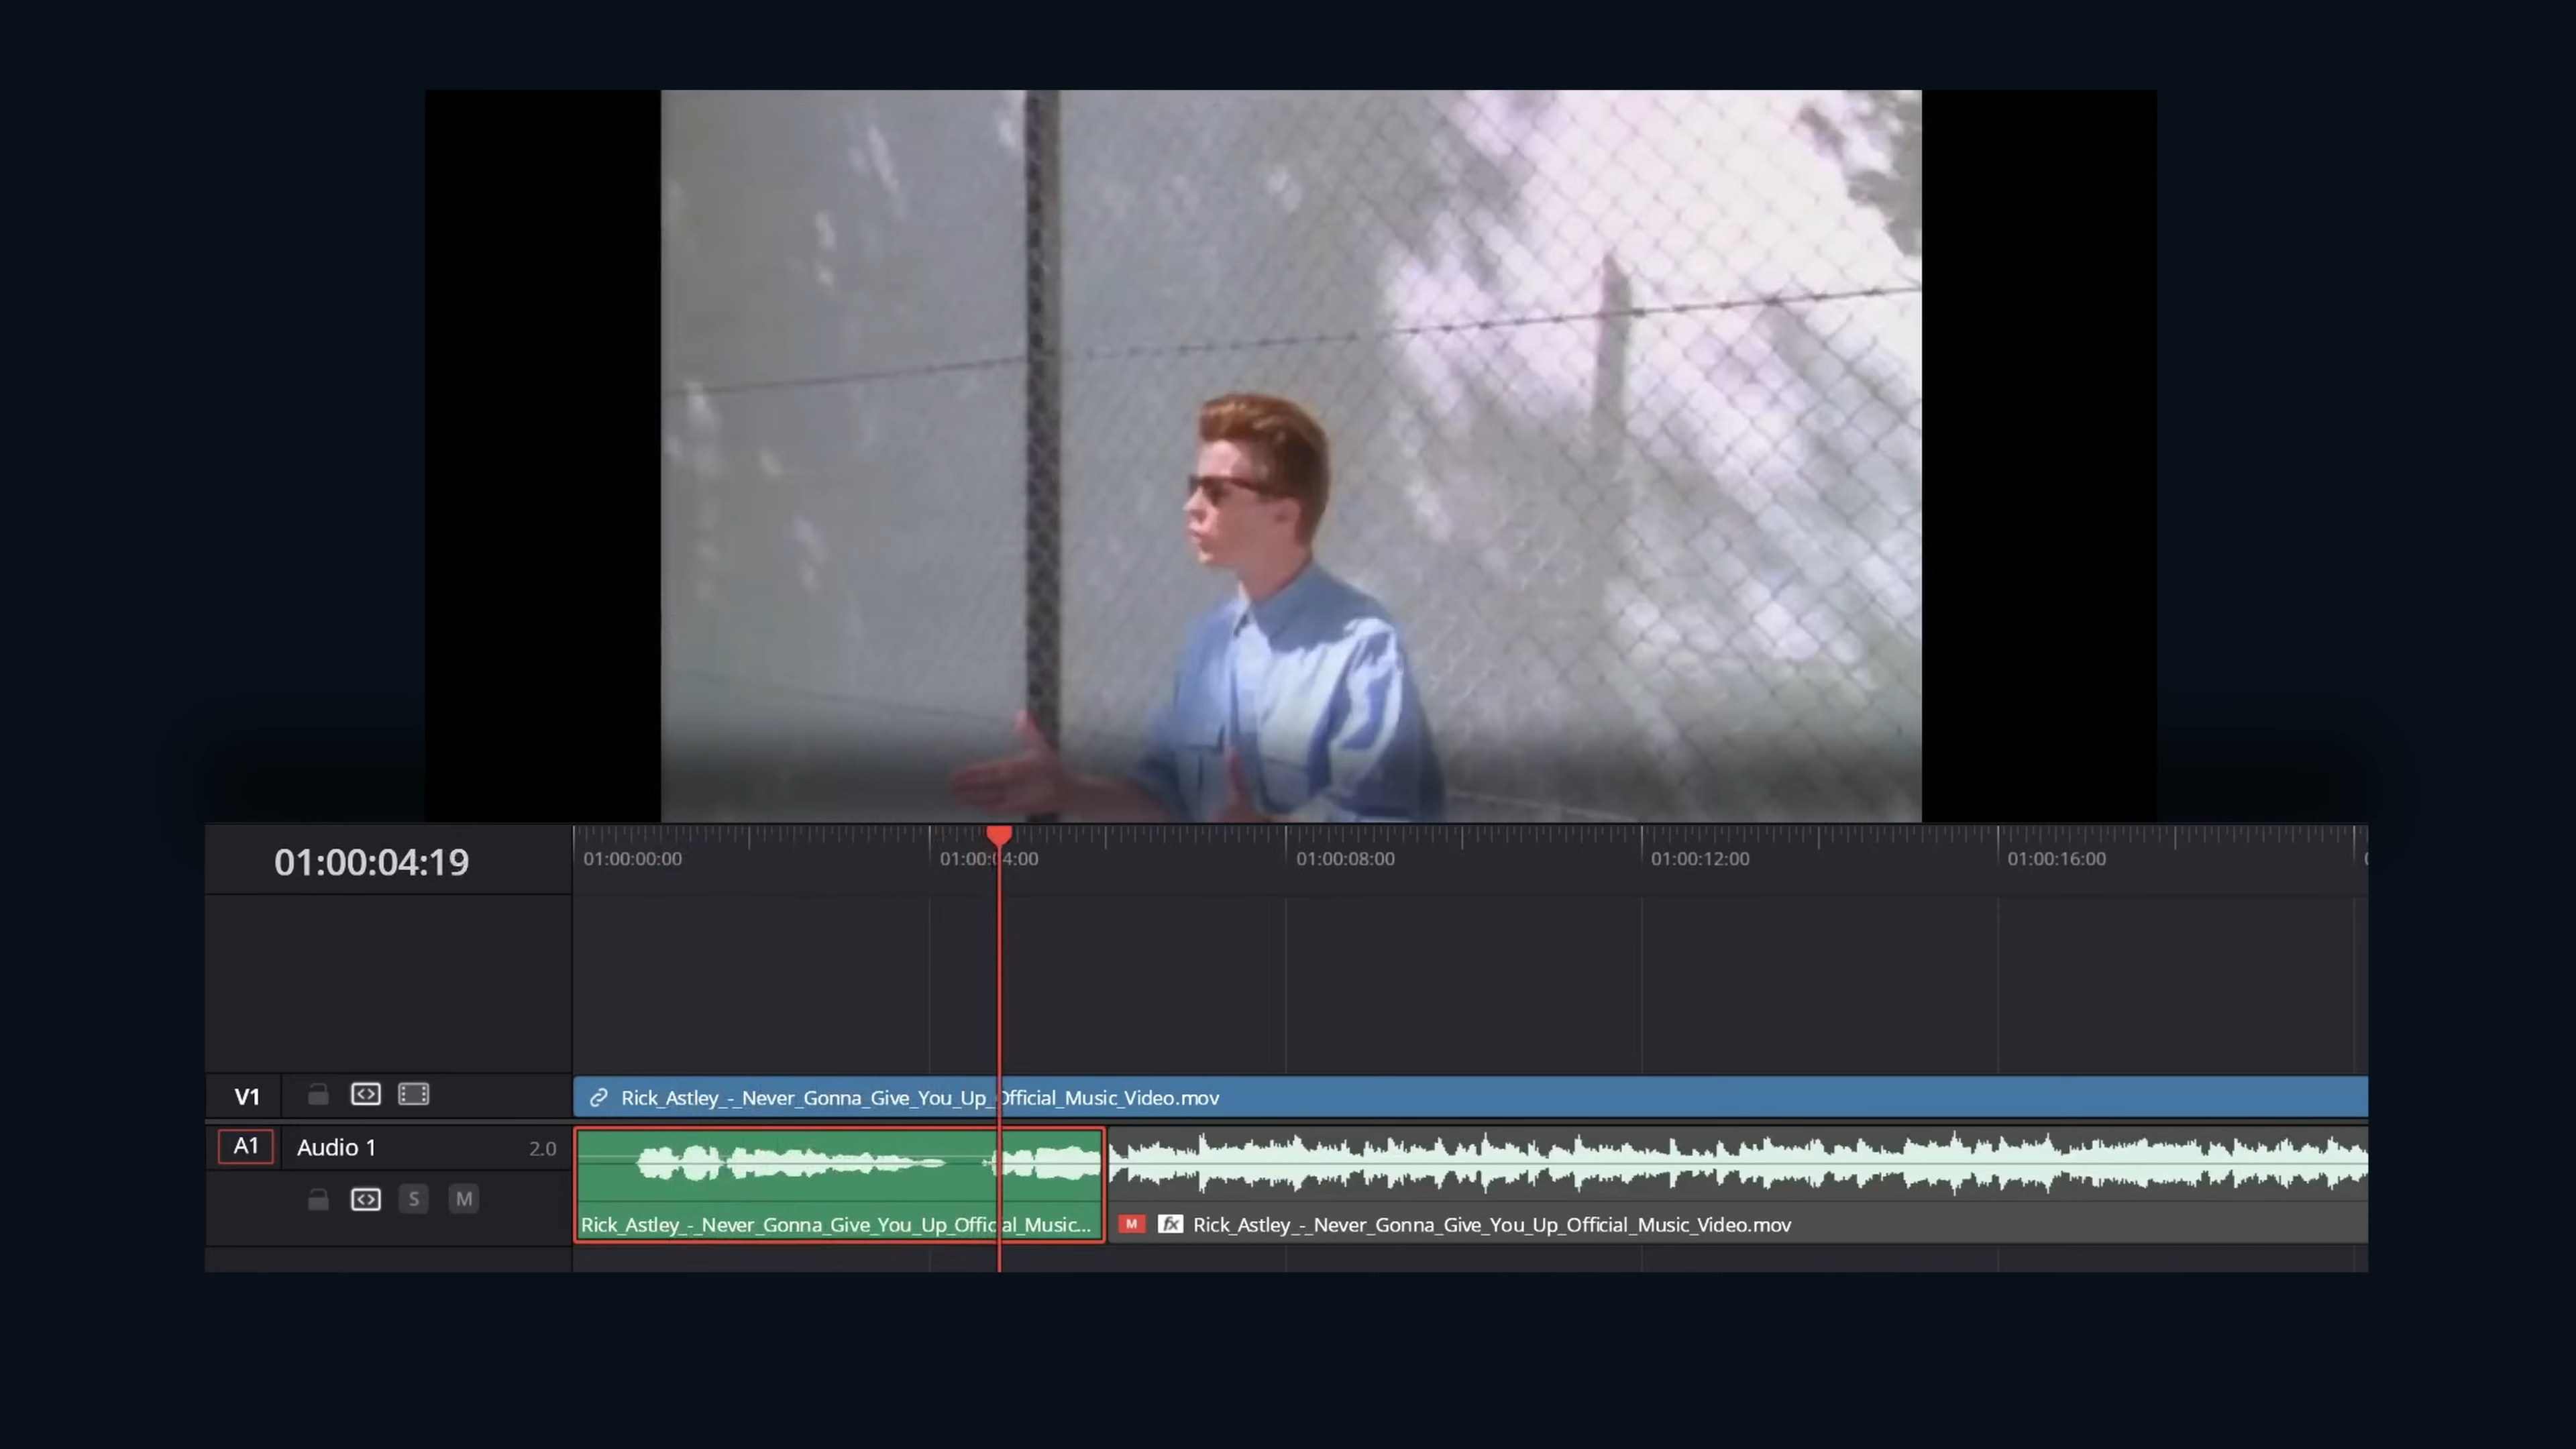 01:00:04:19
01:00:00:00 01:00:04:00 01:00:08:00 01:00:12:00 01:00:16:00
V1
Rick_Astley_-_Never_Gonna_Give_You_Up_Official_Music_Video.mov
A1 Audio 1 2.0
S M
Rick_Astley_-_Never_Gonna_Give_You_Up_Official_Music...
M fx Rick_Astley_-_Never_Gonna_Give_You_Up_Official_Music_Video.mov